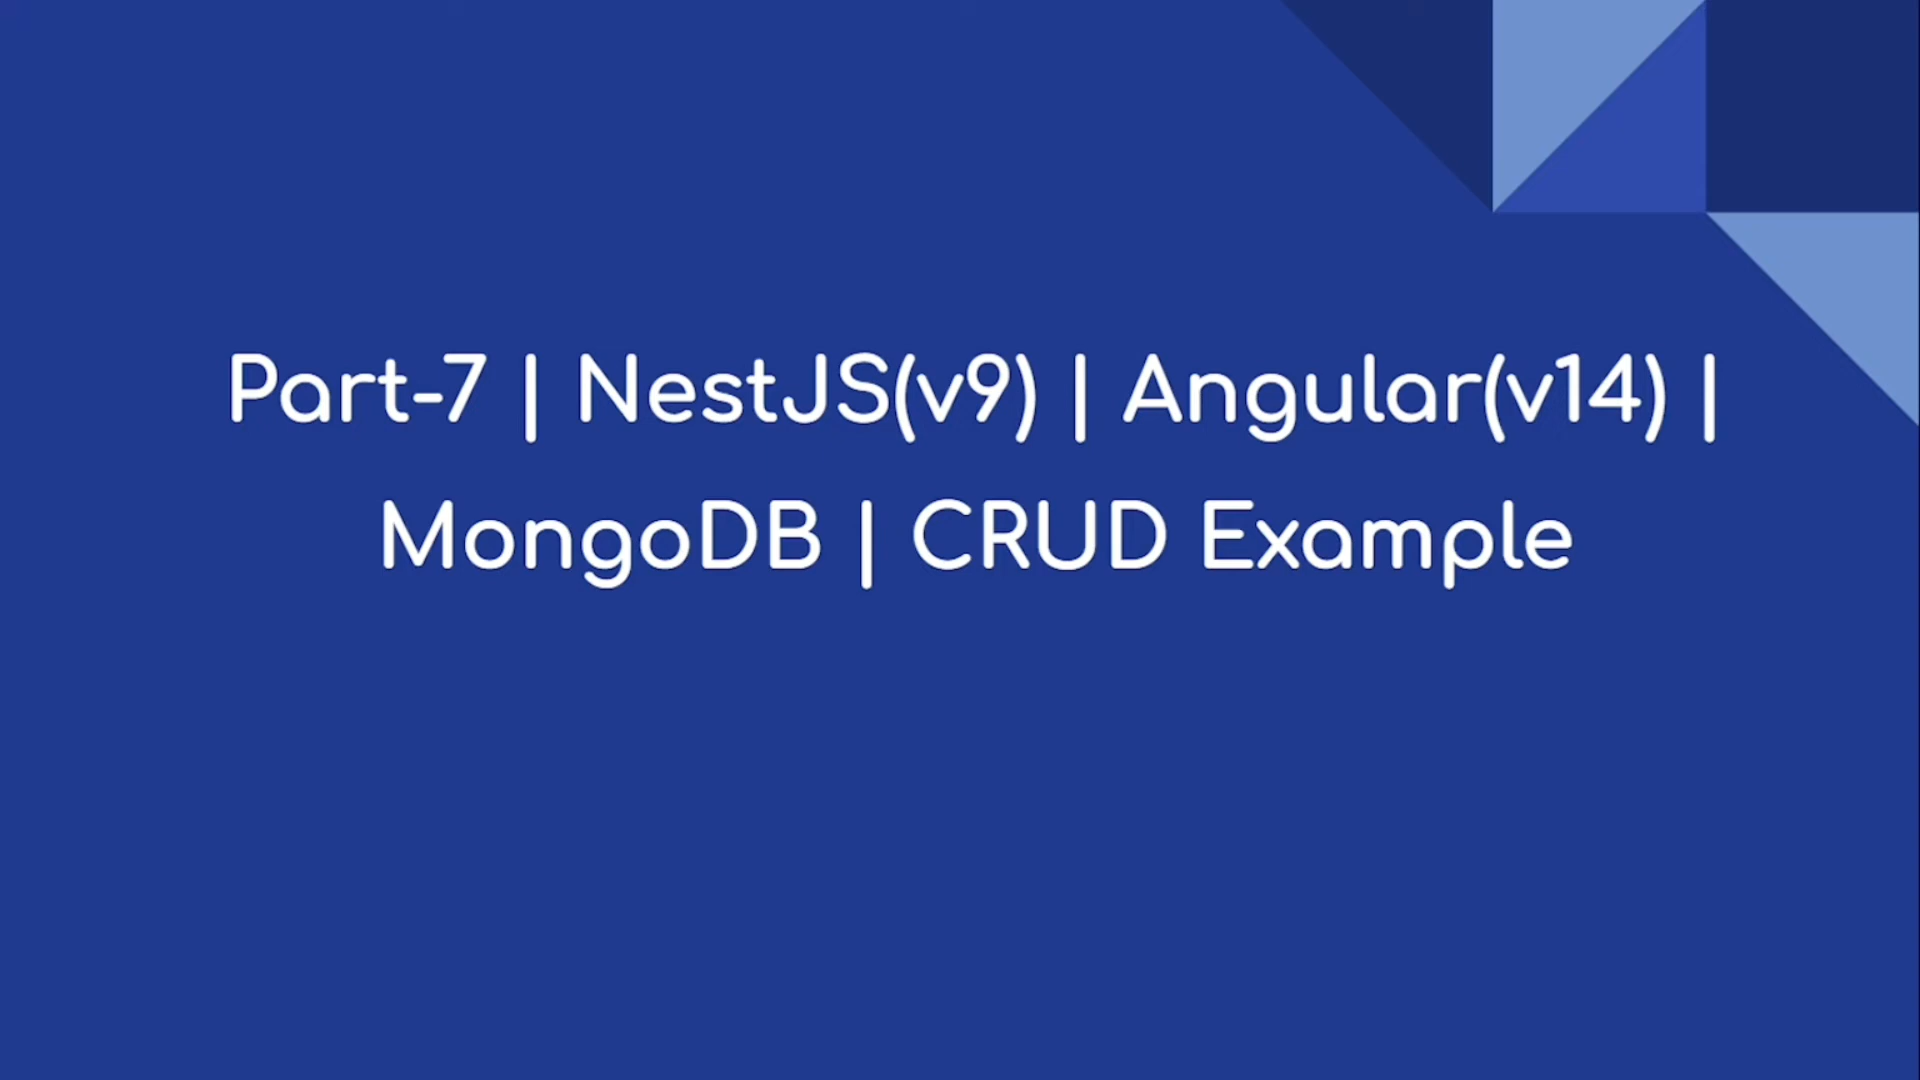 Part-7 | NestJS(v9) | Angular(v14) |
MongoDB | CRUD Example